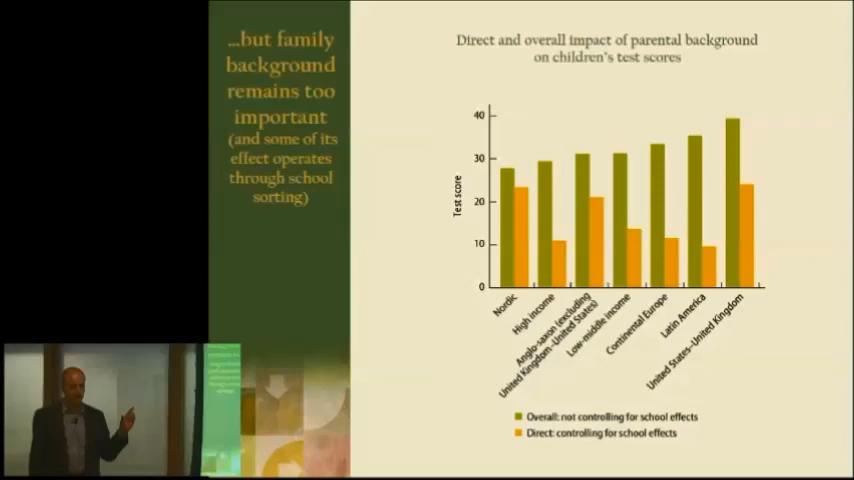 ...but family
background
remains too
important
(and some of its
effect operates
through school
sorting)
Direct and overall impact of parental background
on children's test scores
40
30
20
10
0
Test score
Nordic
High income
Anglo-saxon (excluding
United Kingdom–United States)
Low-middle income
Continental Europe
Latin America
United States–United Kingdom
Overall: not controlling for school effects
Direct: controlling for school effects